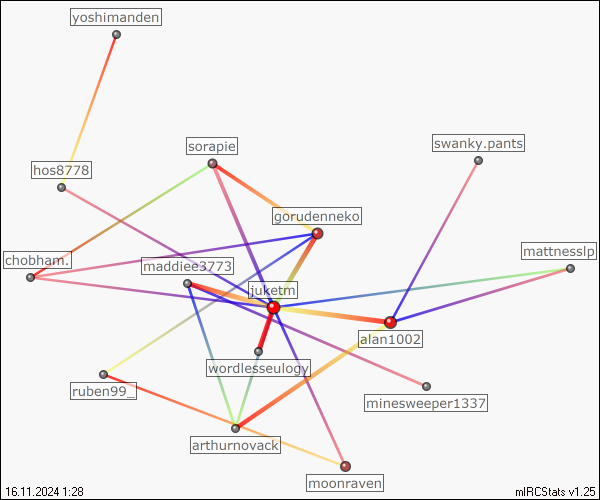 yoshimanden
sorapie
swanky.pants
hos8778
gorudenneko
mattnesslp
chobham.
maddiee3773
juketm
alan1002
wordlesseulogy
ruben99_
minesweeper1337
arthurnovack
moonraven
16.11.2024 1:28
mIRCStats v1.25